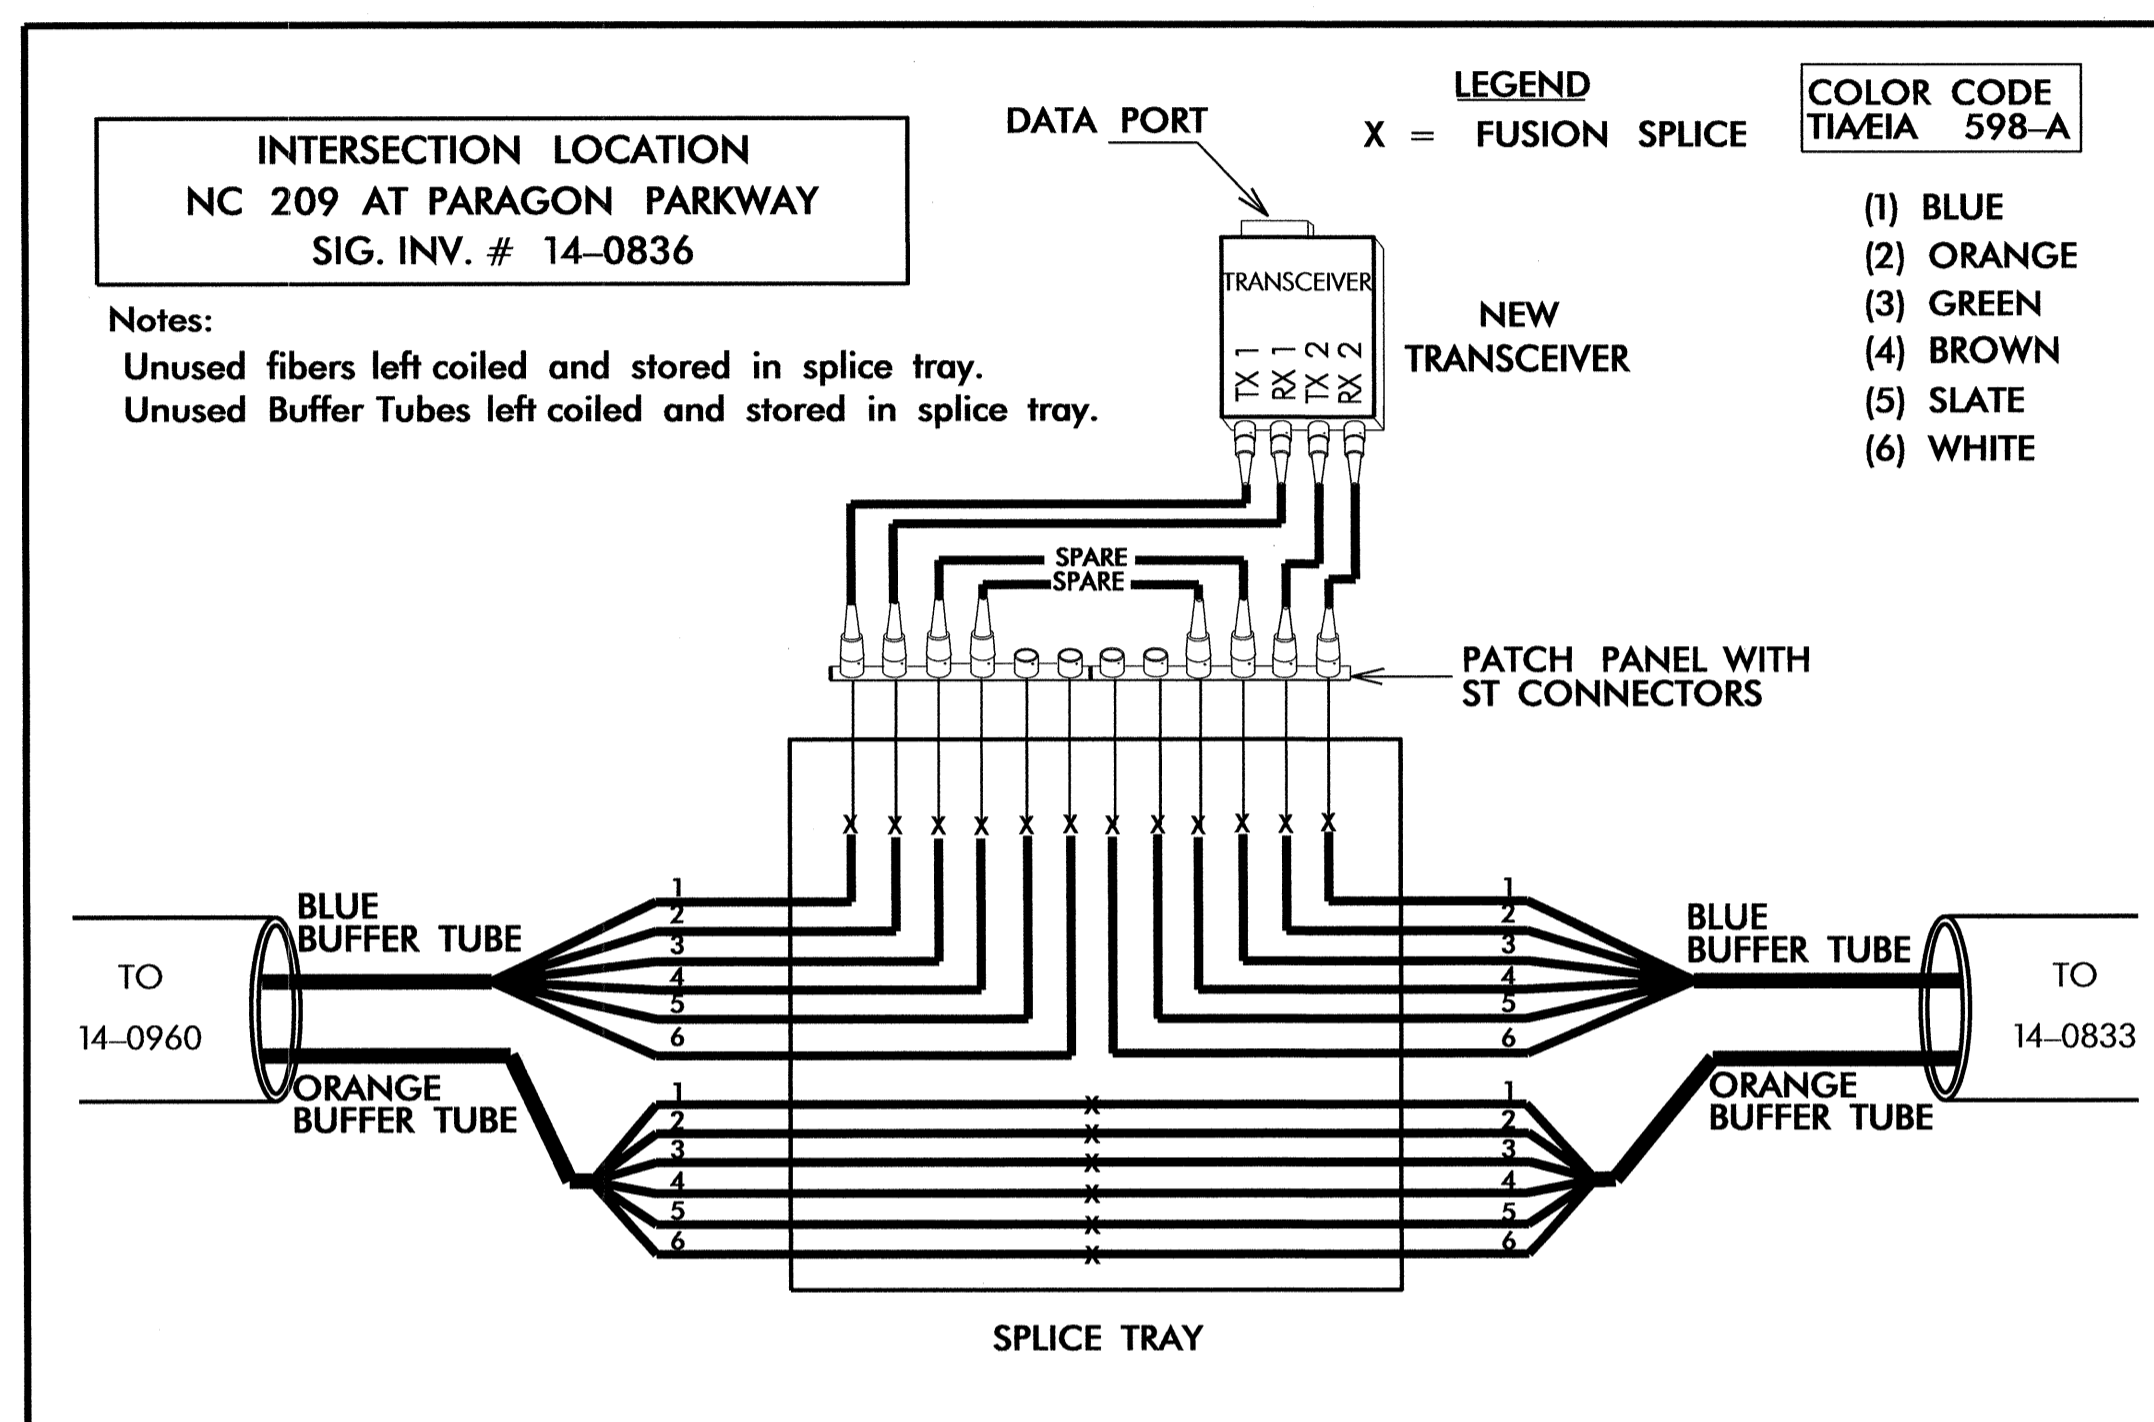 INTERSECTION LOCATION
NC 209 AT PARAGON PARKWAY
SIG. INV. # 14-0836
Notes:
Unused fibers left coiled and stored in splice tray.
Unused Buffer Tubes left coiled and stored in splice tray.
DATA PORT
LEGEND
X = FUSION SPLICE
COLOR CODE
TIA/EIA 598-A
(1) BLUE
(2) ORANGE
(3) GREEN
(4) BROWN
(5) SLATE
(6) WHITE
TRANSCEIVER
TX 1
RX 1
TX 2
RX 2
NEW
TRANSCEIVER
SPARE
SPARE
PATCH PANEL WITH
ST CONNECTORS
X X X X X X X X X X X X
BLUE
BUFFER TUBE
TO
14-0960
ORANGE
BUFFER TUBE
1
2
3
4
5
6
1
2
3
4
5
6
X
X
X
X
X
X
1
2
3
4
5
6
1
2
3
4
5
6
BLUE
BUFFER TUBE
TO
14-0833
ORANGE
BUFFER TUBE
SPLICE TRAY